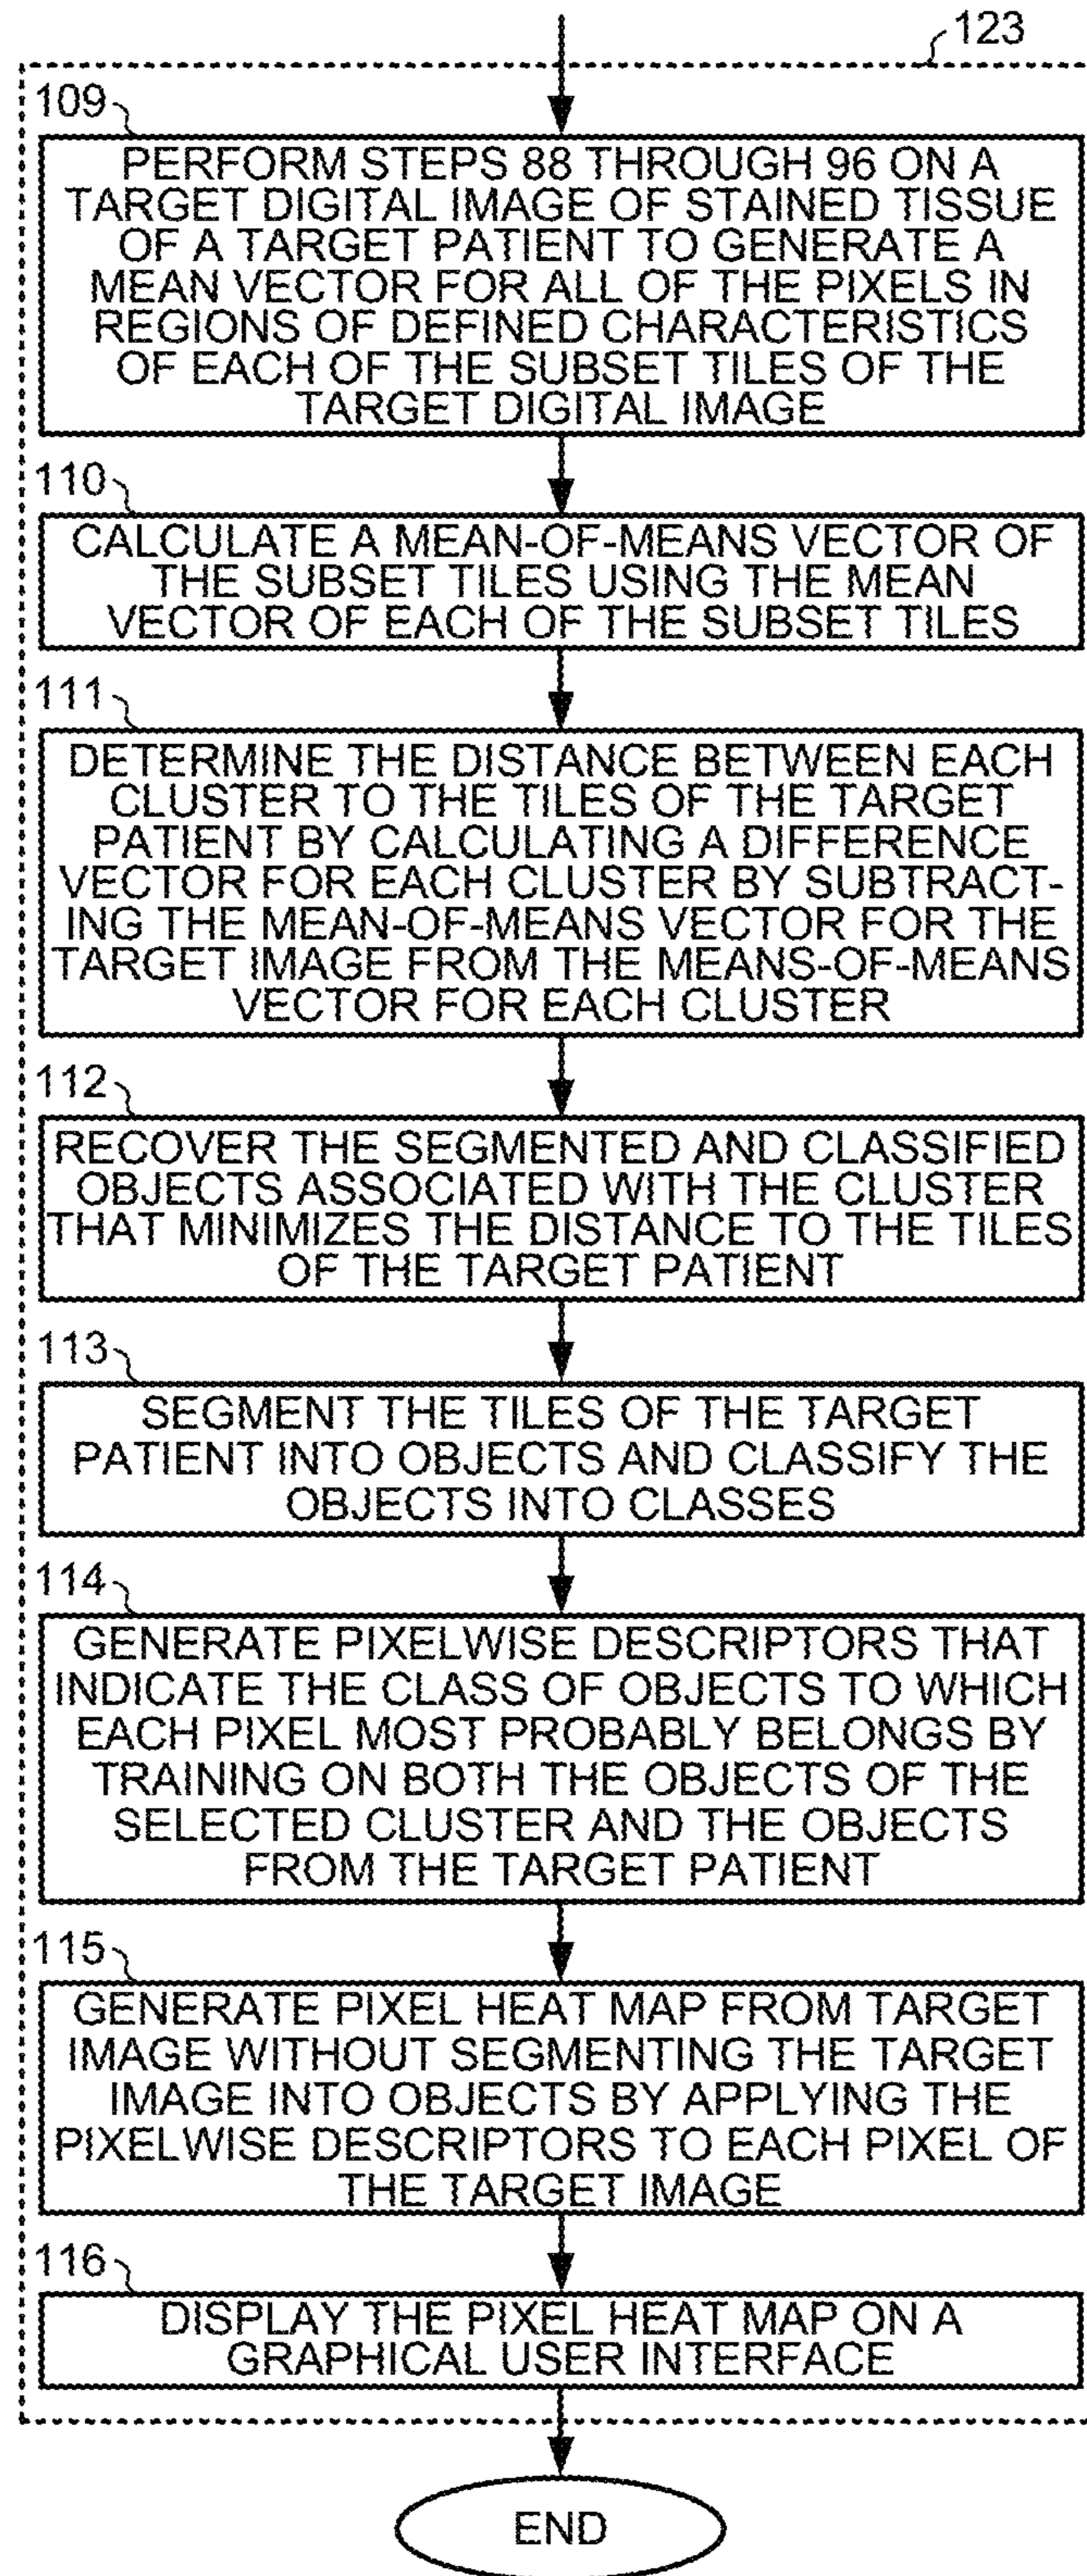 123
109
PERFORM STEPS 88 THROUGH 96 ON A
TARGET DIGITAL IMAGE OF STAINED TISSUE
OF A TARGET PATIENT TO GENERATE A
MEAN VECTOR FOR ALL OF THE PIXELS IN
REGIONS OF DEFINED CHARACTERISTICS
OF EACH OF THE SUBSET TILES OF THE
TARGET DIGITAL IMAGE
110
CALCULATE A MEAN-OF-MEANS VECTOR OF
THE SUBSET TILES USING THE MEAN
VECTOR OF EACH OF THE SUBSET TILES
111
DETERMINE THE DISTANCE BETWEEN EACH
CLUSTER TO THE TILES OF THE TARGET
PATIENT BY CALCULATING A DIFFERENCE
VECTOR FOR EACH CLUSTER BY SUBTRACT-
ING THE MEAN-OF-MEANS VECTOR FOR THE
TARGET IMAGE FROM THE MEANS-OF-MEANS
VECTOR FOR EACH CLUSTER
112
RECOVER THE SEGMENTED AND CLASSIFIED
OBJECTS ASSOCIATED WITH THE CLUSTER
THAT MINIMIZES THE DISTANCE TO THE TILES
OF THE TARGET PATIENT
113
SEGMENT THE TILES OF THE TARGET
PATIENT INTO OBJECTS AND CLASSIFY THE
OBJECTS INTO CLASSES
114
GENERATE PIXELWISE DESCRIPTORS THAT
INDICATE THE CLASS OF OBJECTS TO WHICH
EACH PIXEL MOST PROBABLY BELONGS BY
TRAINING ON BOTH THE OBJECTS OF THE
SELECTED CLUSTER AND THE OBJECTS
FROM THE TARGET PATIENT
115
GENERATE PIXEL HEAT MAP FROM TARGET
IMAGE WITHOUT SEGMENTING THE TARGET
IMAGE INTO OBJECTS BY APPLYING THE
PIXELWISE DESCRIPTORS TO EACH PIXEL OF
THE TARGET IMAGE
116
DISPLAY THE PIXEL HEAT MAP ON A
GRAPHICAL USER INTERFACE
END